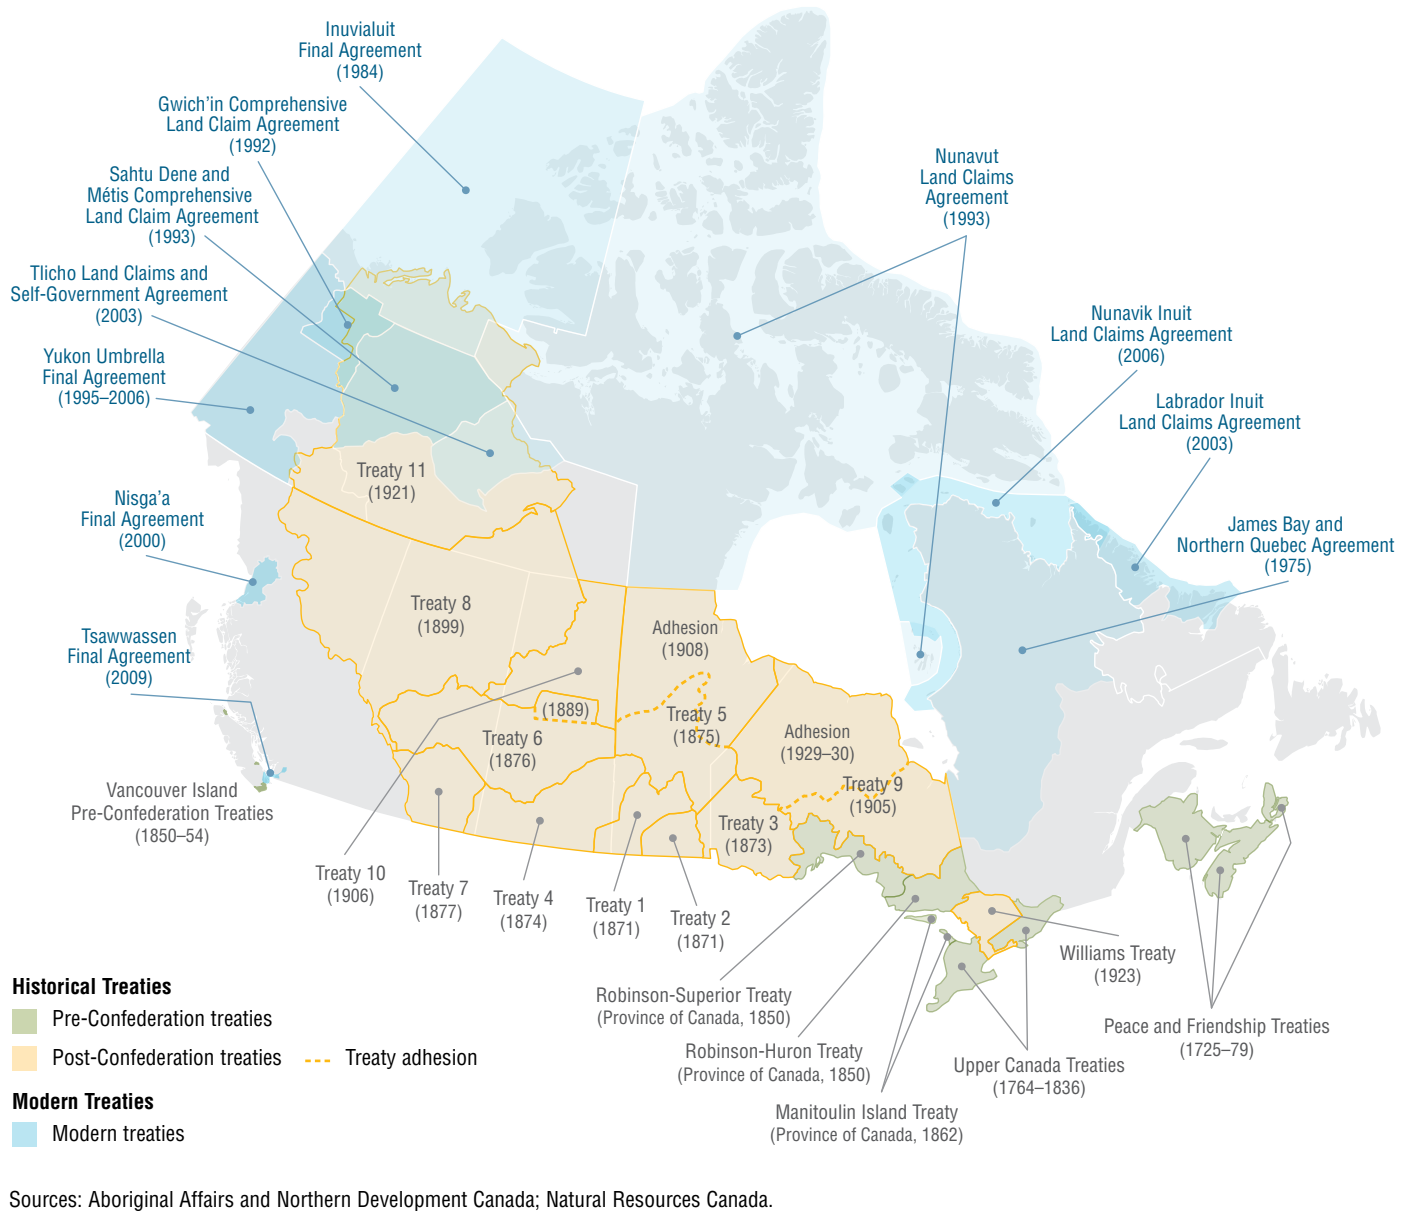 Inuvialuit
Final Agreement
(1984)
Gwich’in Comprehensive
Land Claim Agreement
(1992)
Sahtu Dene and
Métis Comprehensive
Land Claim Agreement
(1993)
Tlicho Land Claims and
Self-Government Agreement
(2003)
Yukon Umbrella
Final Agreement
(1995–2006)
Nunavut
Land Claims
Agreement
(1993)
Nunavik Inuit
Land Claims Agreement
(2006)
Labrador Inuit
Land Claims Agreement
(2003)
James Bay and
Northern Quebec Agreement
(1975)
Nisga’a
Final Agreement
(2000)
Tsawwassen
Final Agreement
(2009)
Treaty 11
(1921)
Treaty 8
(1899)
Adhesion
(1908)
(1889)
Treaty 5
(1875)
Treaty 6
(1876)
Adhesion
(1929–30)
Treaty 9
(1905)
Treaty 3
(1873)
Vancouver Island
Pre-Confederation Treaties
(1850–54)
Treaty 10
(1906)
Treaty 7
(1877)
Treaty 4
(1874)
Treaty 1
(1871)
Treaty 2
(1871)
Williams Treaty
(1923)
Robinson-Superior Treaty
(Province of Canada, 1850)
Robinson-Huron Treaty
(Province of Canada, 1850)
Manitoulin Island Treaty
(Province of Canada, 1862)
Upper Canada Treaties
(1764–1836)
Peace and Friendship Treaties
(1725–79)
Historical Treaties
Pre-Confederation treaties
Post-Confederation treaties
Treaty adhesion
Modern Treaties
Modern treaties
Sources: Aboriginal Affairs and Northern Development Canada; Natural Resources Canada.